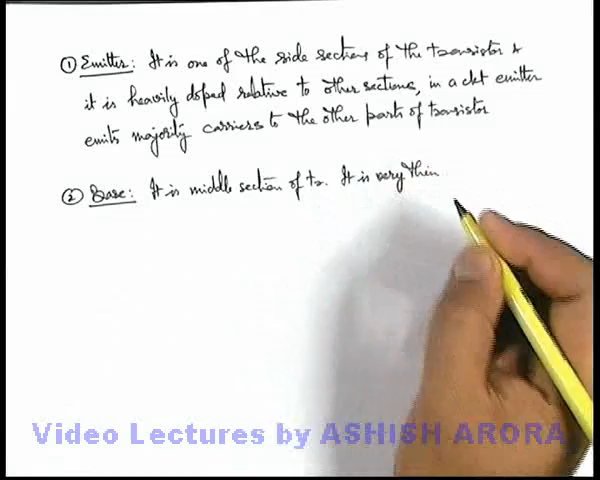 ① Emitter: It is one of the side sections of the transistor &
it is heavily doped relative to other sections, in a ckt emitter
emits majority carriers to the other parts of transistor
② Base: It is middle section of tr. It is very thin
Video Lectures by ASHISH ARORA